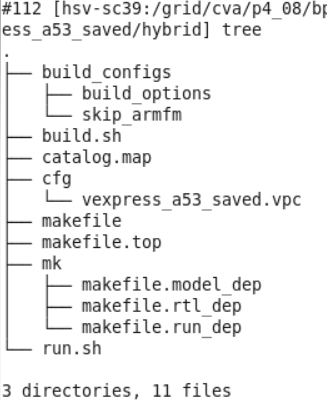 #112 [hsv-sc39:/grid/cva/p4_08/bp
ess_a53_saved/hybrid] tree
.
├── build_configs
│   ├── build_options
│   └── skip_armfm
├── build.sh
├── catalog.map
├── cfg
│   └── vexpress_a53_saved.vpc
├── makefile
├── makefile.top
├── mk
│   ├── makefile.model_dep
│   ├── makefile.rtl_dep
│   └── makefile.run_dep
└── run.sh
3 directories, 11 files